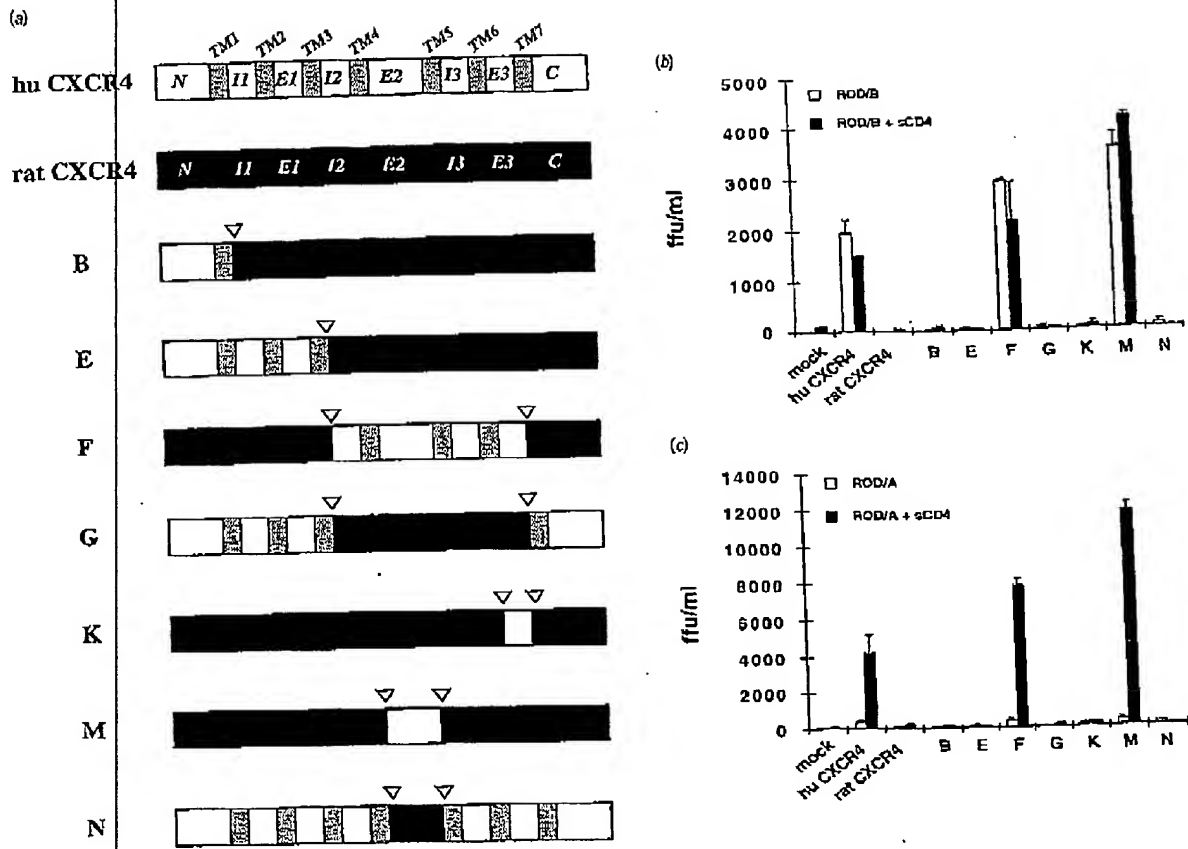 (a)
TM1 TM2 TM3 TM4 TM5 TM6 TM7
hu CXCR4 N I1 E1 I2 E2 I3 E3 C
rat CXCR4 N I1 E1 I2 E2 I3 E3 C
B
E
F
G
K
M
N
(b)
5000
4000
3000
2000
1000
0
ffu/ml
ROD/B
ROD/B + sCD4
mock hu CXCR4 rat CXCR4 B E F G K M N
(c)
14000
12000
10000
8000
6000
4000
2000
0
ffu/ml
ROD/A
ROD/A + sCD4
mock hu CXCR4 rat CXCR4 B E F G K M N